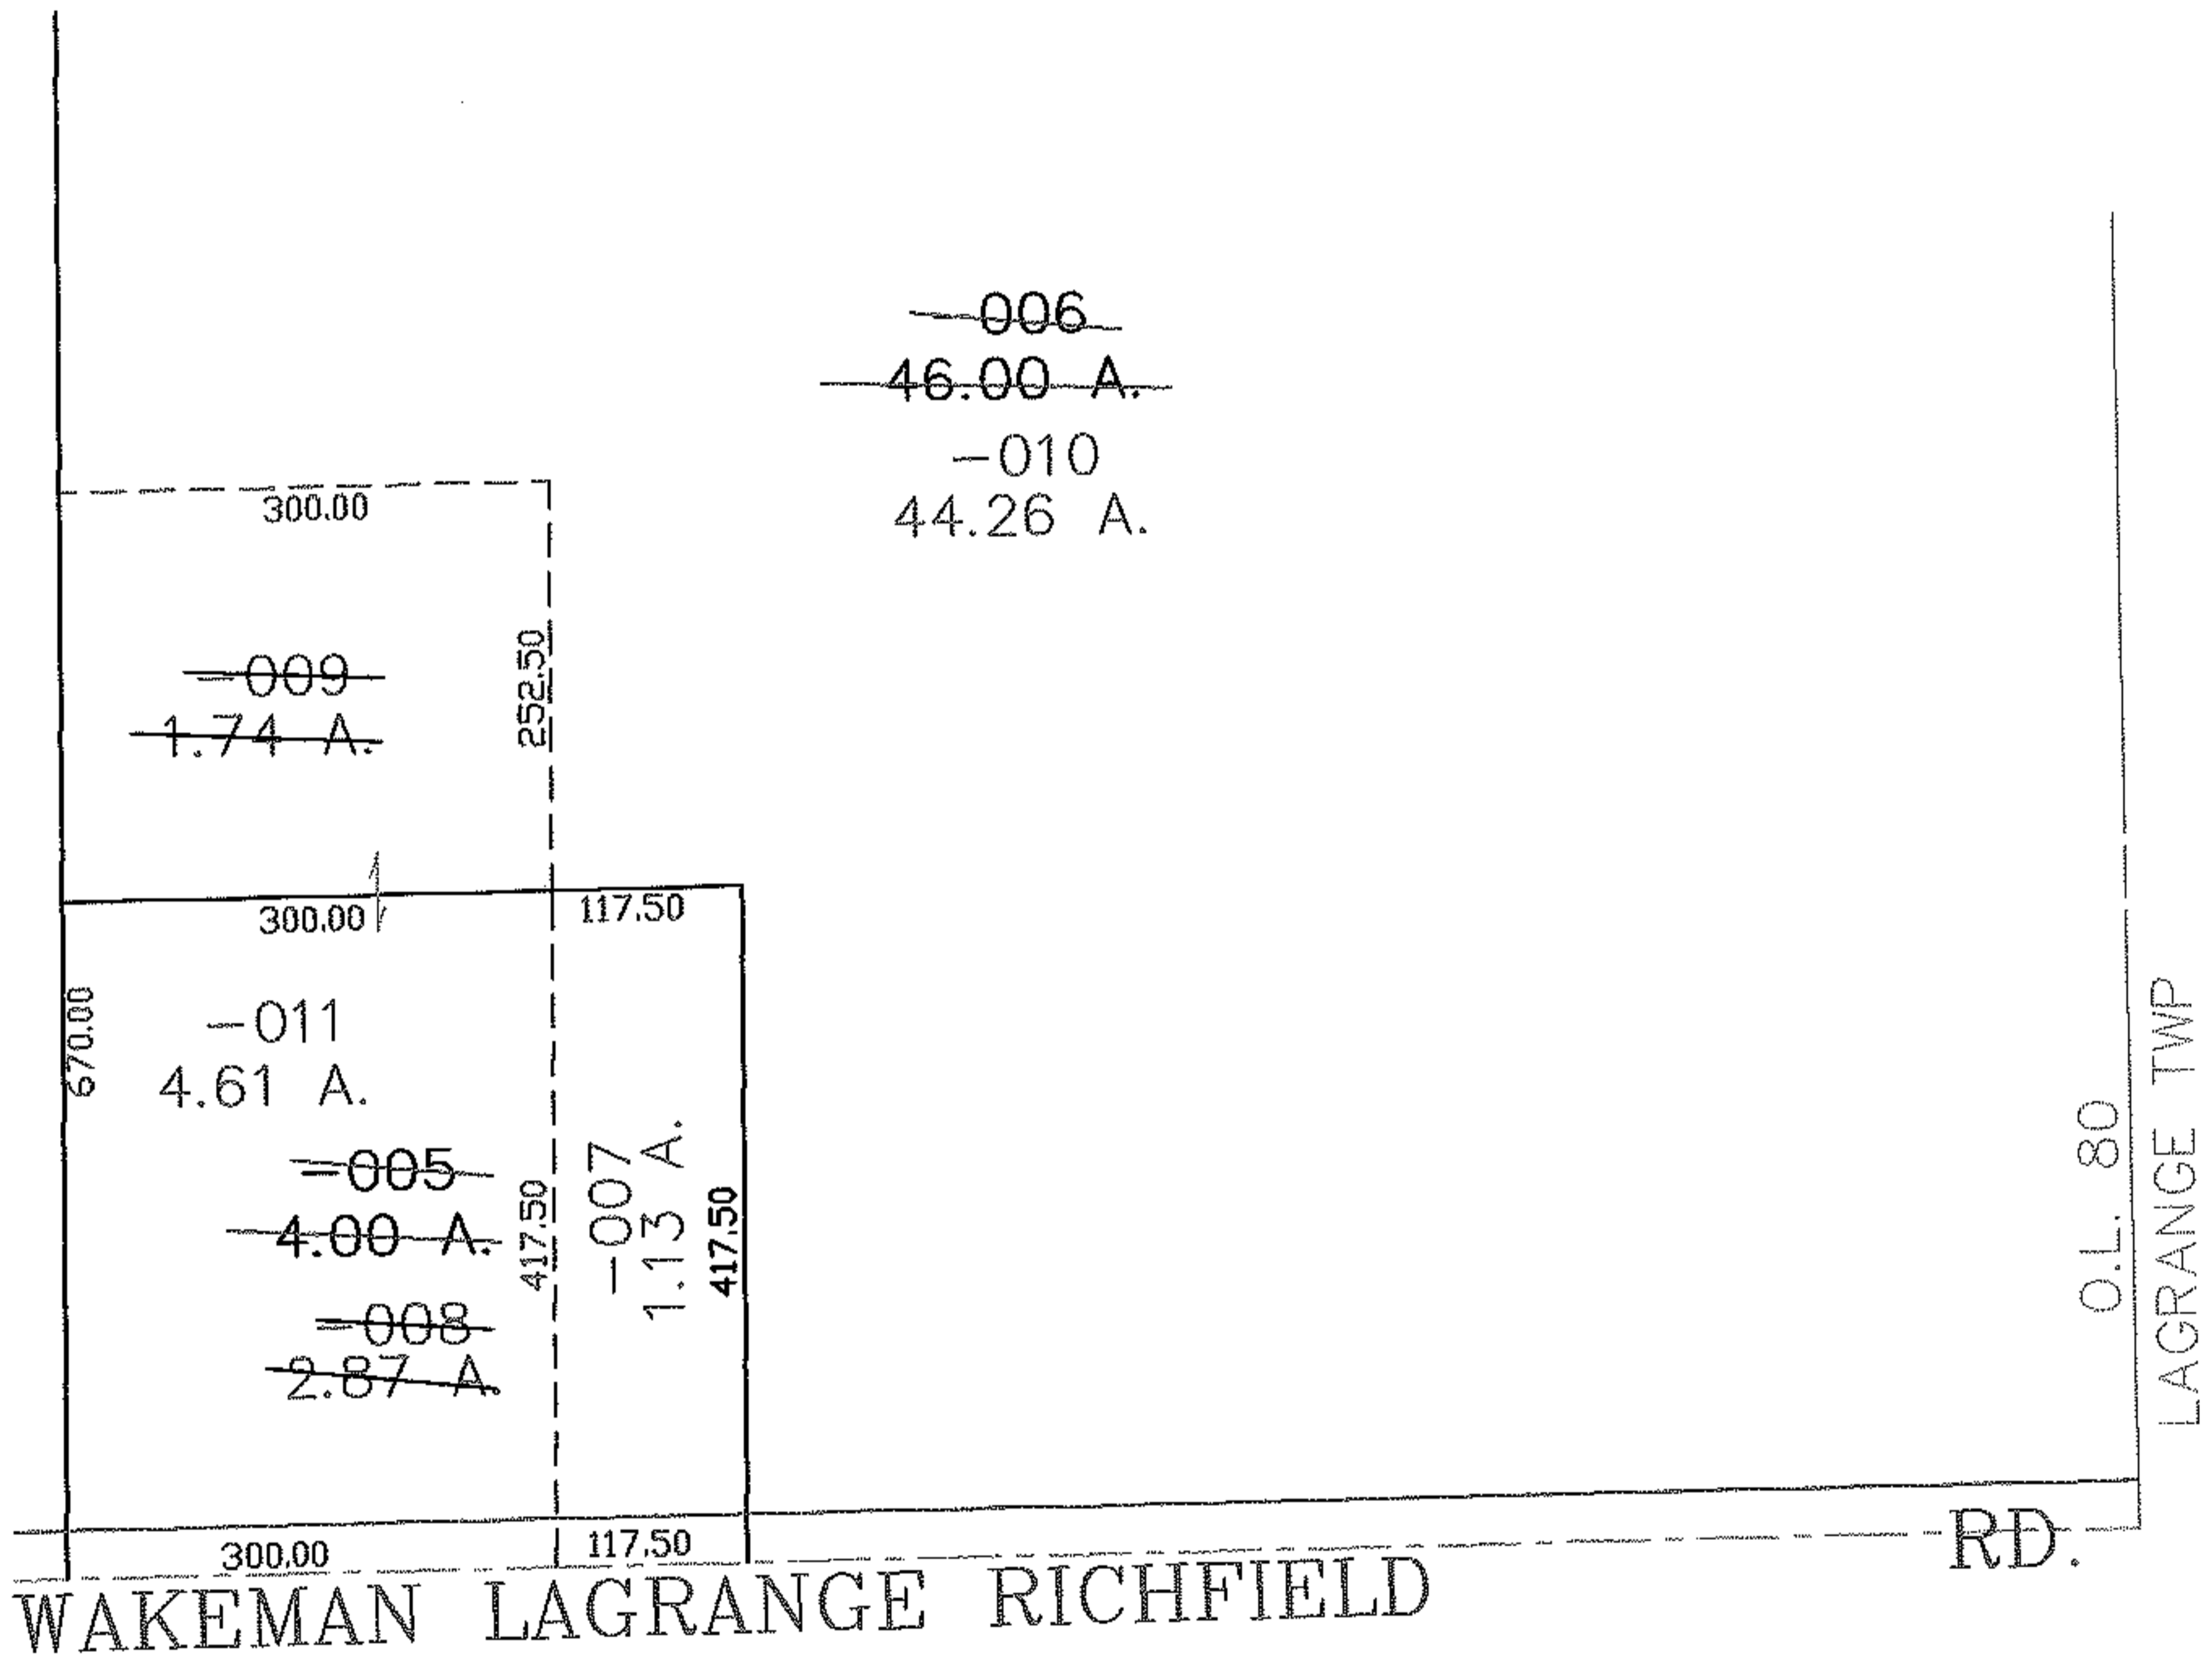 -006
46.00 A.
-010
44.26 A.
300.00
252.50
-009
1.74 A.
300.00
117.50
670.00
-011
4.61 A.
-005
4.00 A.
417.50
-007
1.13 A.
417.50
-008
2.87 A.
O.L. 80
LAGRANGE TWP
300.00
117.50
WAKEMAN LAGRANGE RICHFIELD RD.